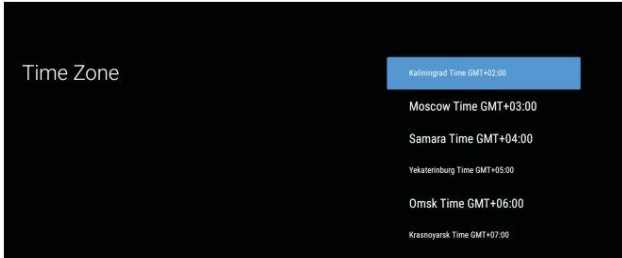 Time Zone
Kaliningrad Time GMT+02:00
Moscow Time GMT+03:00
Samara Time GMT+04:00
Yekaterinburg Time GMT+05:00
Omsk Time GMT+06:00
Krasnoyarsk Time GMT+07:00